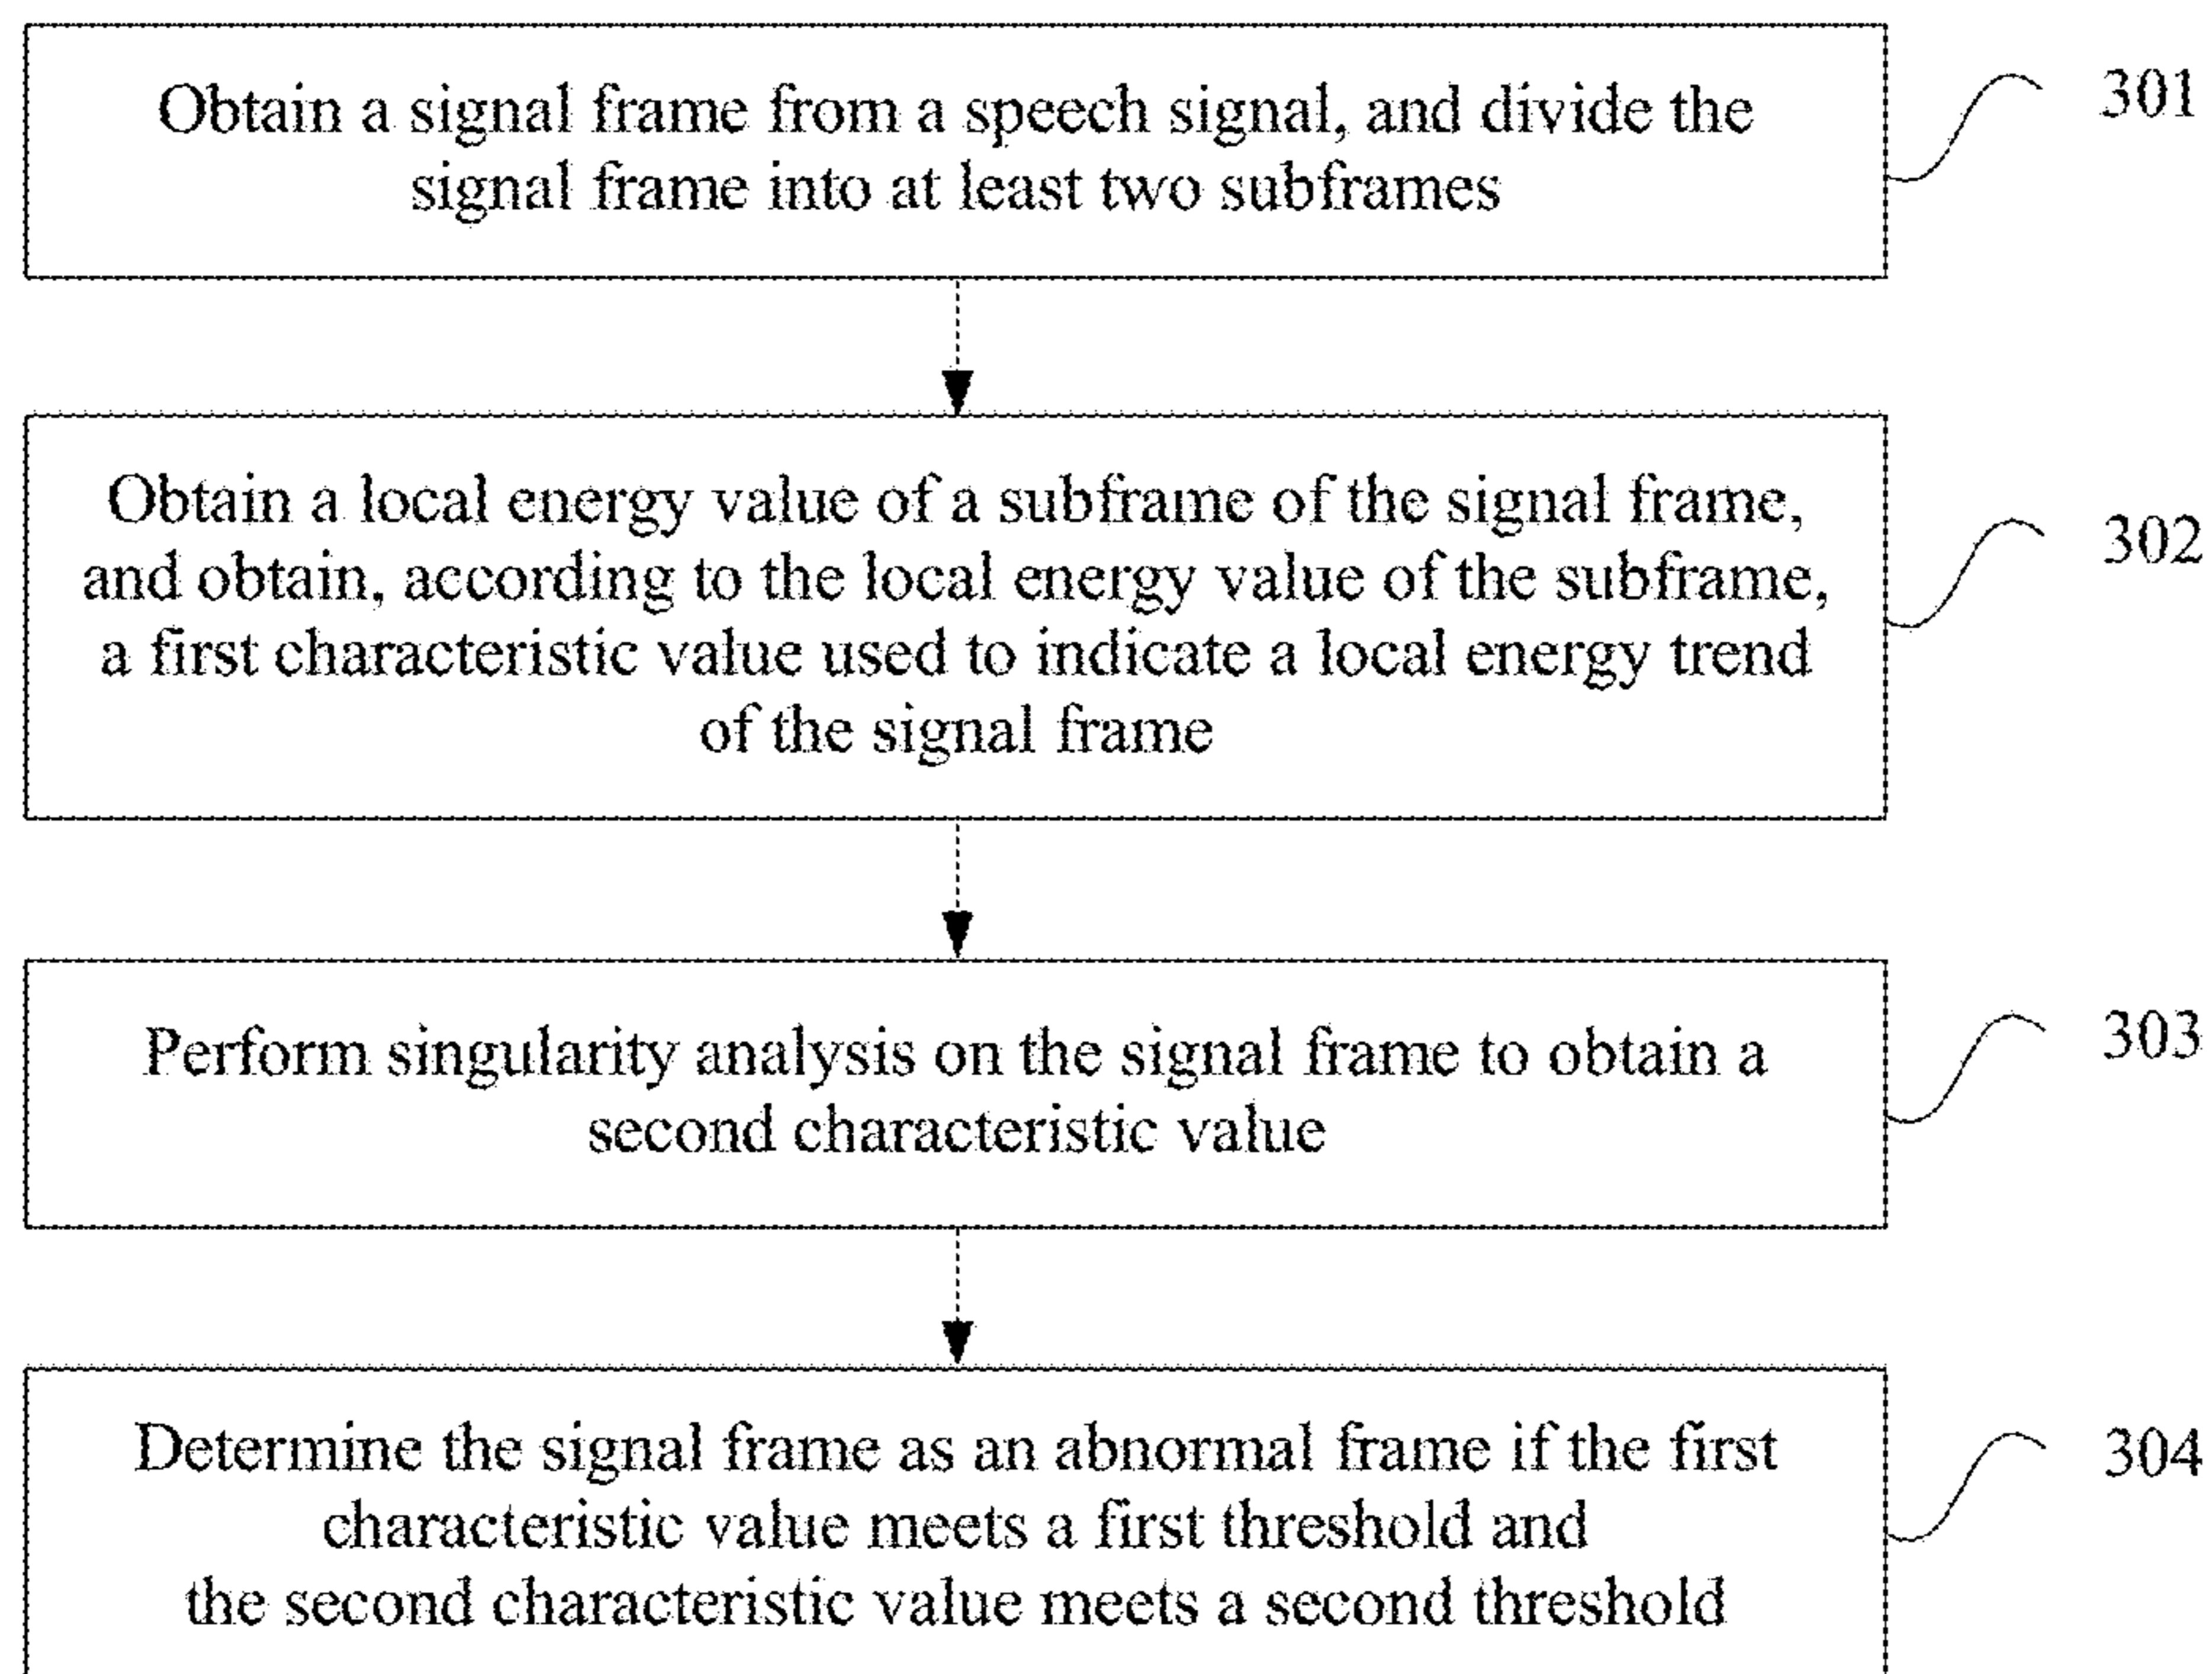 Obtain a signal frame from a speech signal, and divide the
signal frame into at least two subframes
301
Obtain a local energy value of a subframe of the signal frame,
and obtain, according to the local energy value of the subframe,
a first characteristic value used to indicate a local energy trend
of the signal frame
302
Perform singularity analysis on the signal frame to obtain a
second characteristic value
303
Determine the signal frame as an abnormal frame if the first
characteristic value meets a first threshold and
the second characteristic value meets a second threshold
304